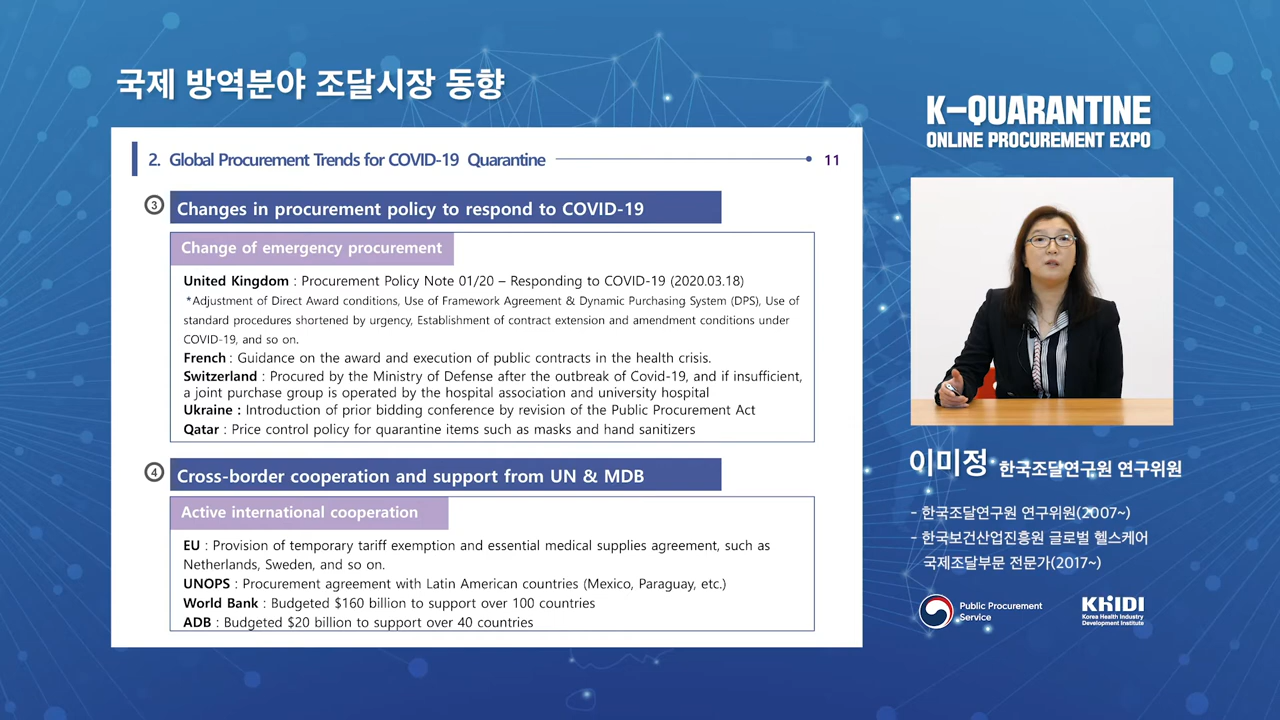 국제 방역분야 조달시장 동향
2. Global Procurement Trends for COVID-19 Quarantine
11
③ Changes in procurement policy to respond to COVID-19
Change of emergency procurement
United Kingdom : Procurement Policy Note 01/20 – Responding to COVID-19 (2020.03.18)
*Adjustment of Direct Award conditions, Use of Framework Agreement & Dynamic Purchasing System (DPS), Use of
standard procedures shortened by urgency, Establishment of contract extension and amendment conditions under
COVID-19, and so on.
French : Guidance on the award and execution of public contracts in the health crisis.
Switzerland : Procured by the Ministry of Defense after the outbreak of Covid-19, and if insufficient,
a joint purchase group is operated by the hospital association and university hospital
Ukraine : Introduction of prior bidding conference by revision of the Public Procurement Act
Qatar : Price control policy for quarantine items such as masks and hand sanitizers
④ Cross-border cooperation and support from UN & MDB
Active international cooperation
EU : Provision of temporary tariff exemption and essential medical supplies agreement, such as
Netherlands, Sweden, and so on.
UNOPS : Procurement agreement with Latin American countries (Mexico, Paraguay, etc.)
World Bank : Budgeted $160 billion to support over 100 countries
ADB : Budgeted $20 billion to support over 40 countries
K-QUARANTINE
ONLINE PROCUREMENT EXPO
이미정 한국조달연구원 연구위원
- 한국조달연구원 연구위원(2007~)
- 한국보건산업진흥원 글로벌 헬스케어
국제조달부문 전문가(2017~)
Public Procurement
Service
KHIDI
Korea Health Industry
Development Institute